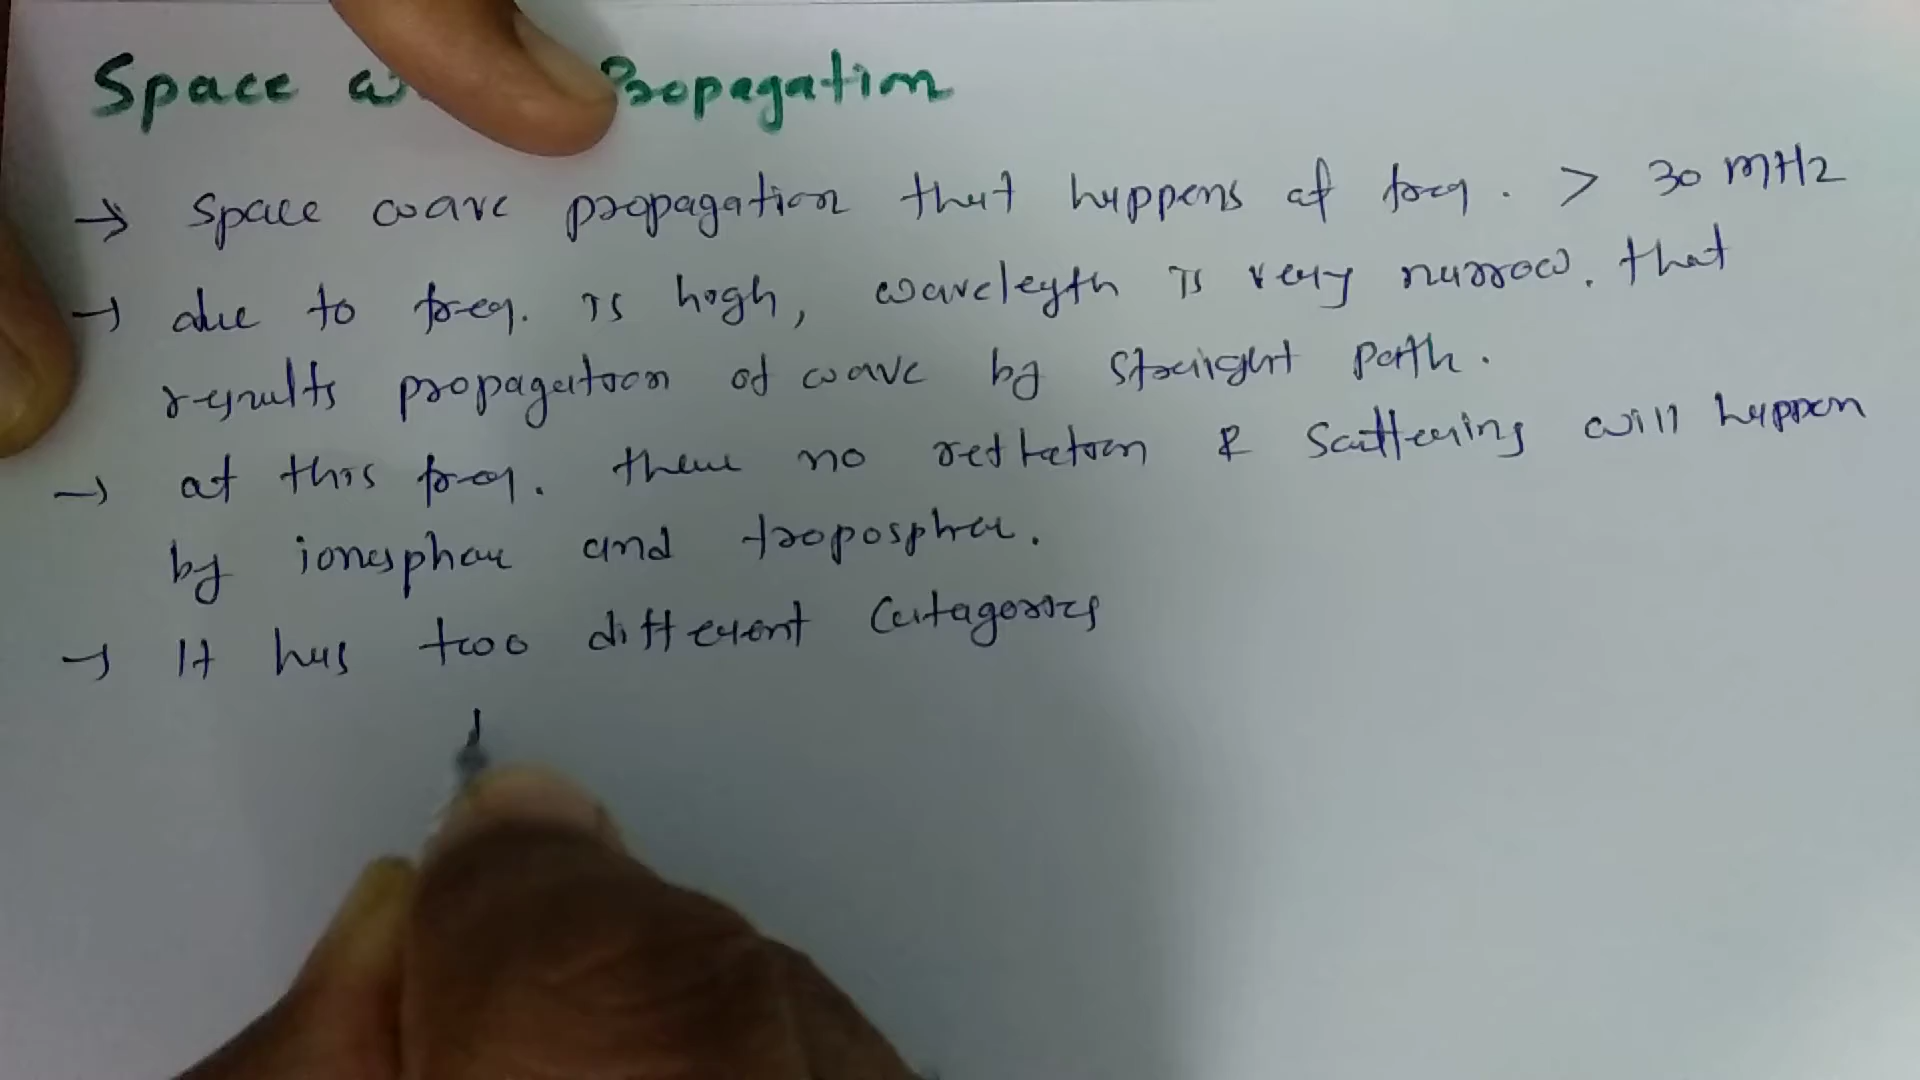 Space w Propagation
→ Space wave propagation that happens at freq. > 30 MHz
→ due to freq. is high, wavelegth is very narrow. that
results propagation of wave by straight path.
→ at this freq. there no reflection & Scattering will happen
by ionosphere and troposphere.
→ It has two different Catagories